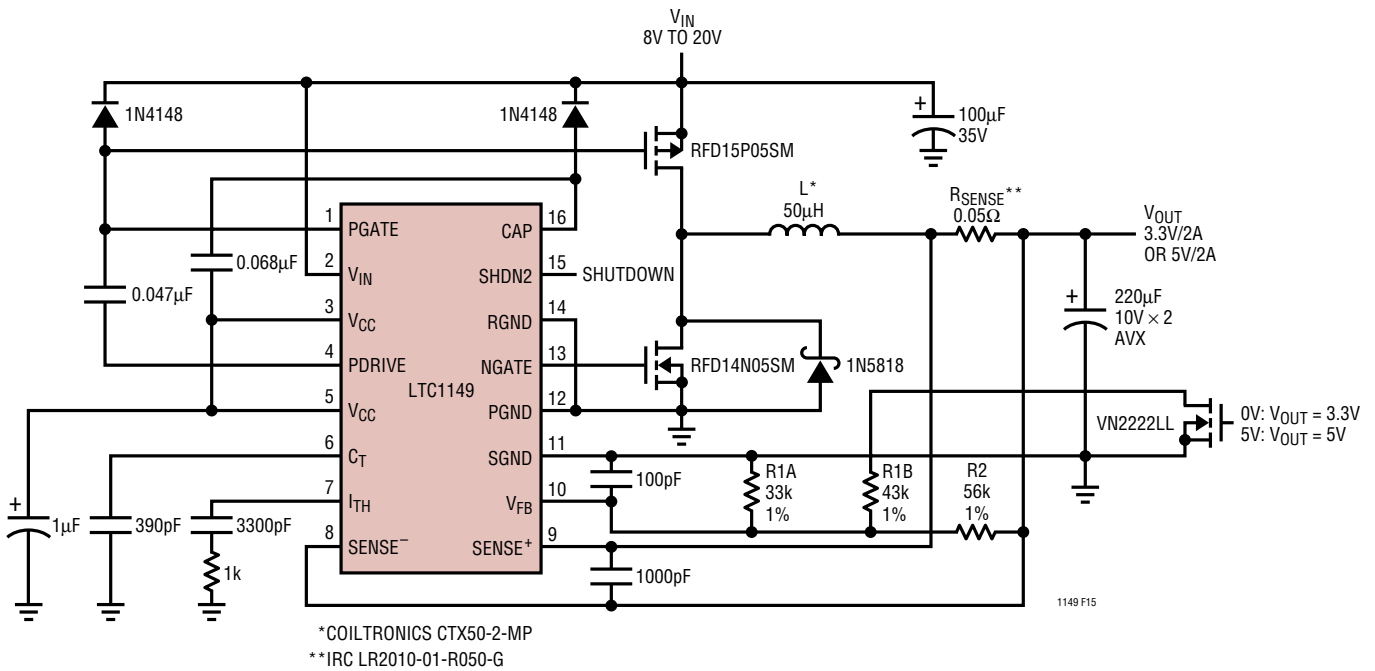 VIN
8V TO 20V
1N4148
1N4148
+
100µF
35V
RFD15P05SM
L*
50µH
RSENSE**
0.05Ω
VOUT
3.3V/2A
OR 5V/2A
1
PGATE
CAP
16
0.068µF
2
VIN
SHDN2
15
SHUTDOWN
0.047µF
3
VCC
RGND
14
+
220µF
10V × 2
AVX
4
PDRIVE
NGATE
13
RFD14N05SM
1N5818
LTC1149
5
VCC
PGND
12
VN2222LL
0V: VOUT = 3.3V
5V: VOUT = 5V
6
CT
SGND
11
100pF
R1A
33k
1%
R1B
43k
1%
R2
56k
1%
7
ITH
VFB
10
+
1µF
390pF
3300pF
8
SENSE−
SENSE+
9
1k
1000pF
1149 F15
*COILTRONICS CTX50-2-MP
**IRC LR2010-01-R050-G